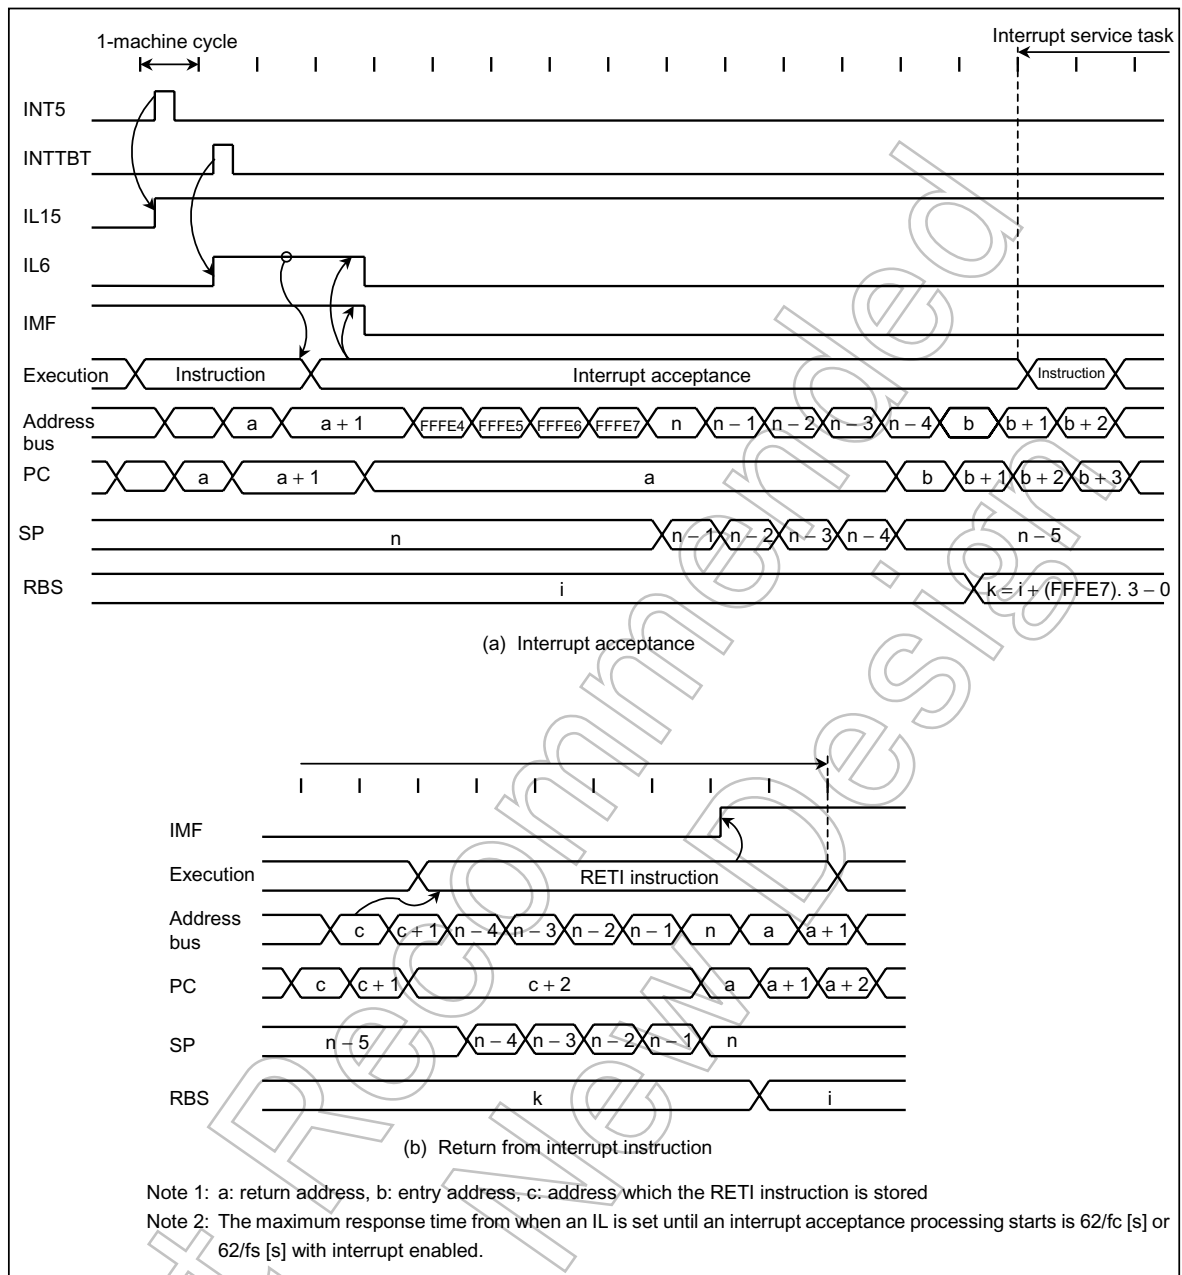 1-machine cycle
Interrupt service task
INT5
INTTBT
IL15
IL6
IMF
Execution Instruction Interrupt acceptance Instruction
Address bus a a + 1 FFFE4 FFFE5 FFFE6 FFFE7 n n − 1 n − 2 n − 3 n − 4 b b + 1 b + 2
PC a a + 1 a b b + 1 b + 2 b + 3
SP n n − 1 n − 2 n − 3 n − 4 n − 5
RBS i k = i + (FFFE7). 3 − 0
(a) Interrupt acceptance
IMF
Execution RETI instruction
Address bus c c + 1 n − 4 n − 3 n − 2 n − 1 n a a + 1
PC c c + 1 c + 2 a a + 1 a + 2
SP n − 5 n − 4 n − 3 n − 2 n − 1 n
RBS k i
(b) Return from interrupt instruction
Note 1: a: return address, b: entry address, c: address which the RETI instruction is stored
Note 2: The maximum response time from when an IL is set until an interrupt acceptance processing starts is 62/fc [s] or
62/fs [s] with interrupt enabled.
Recommended
New Design